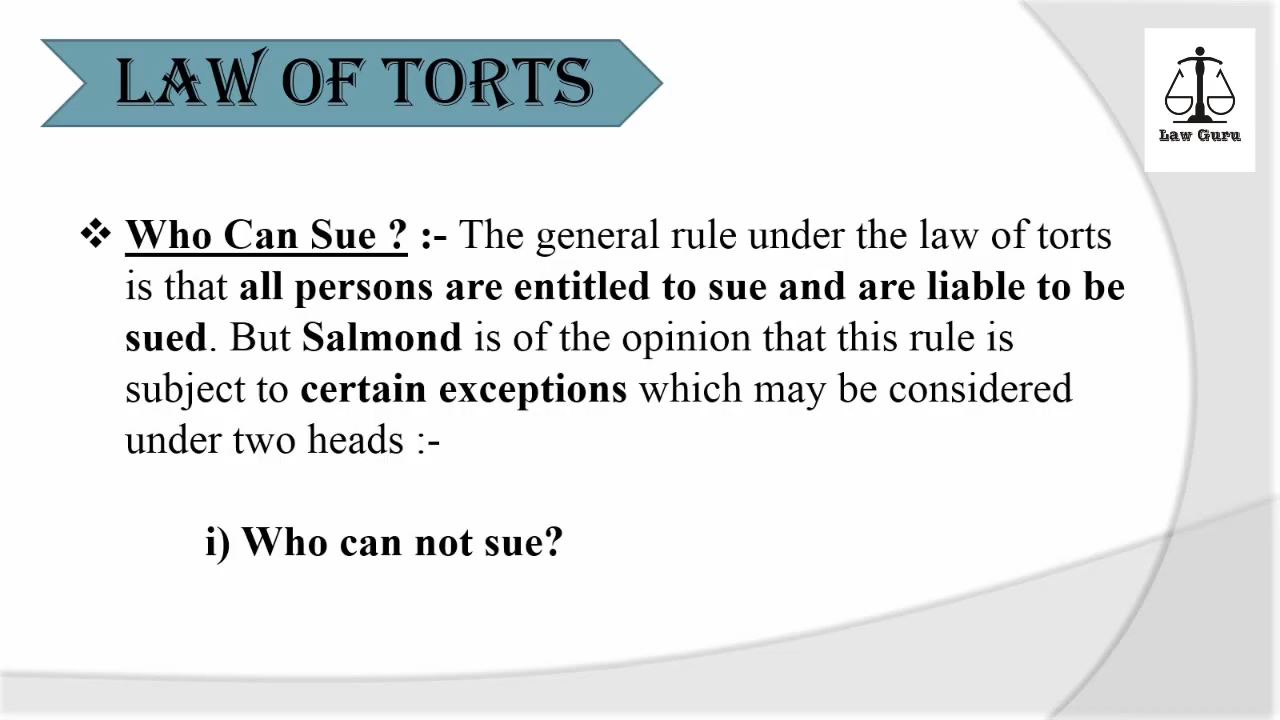 LAW OF TORTS
Law Guru
❖ Who Can Sue ? :- The general rule under the law of torts
is that all persons are entitled to sue and are liable to be
sued. But Salmond is of the opinion that this rule is
subject to certain exceptions which may be considered
under two heads :-
i) Who can not sue?